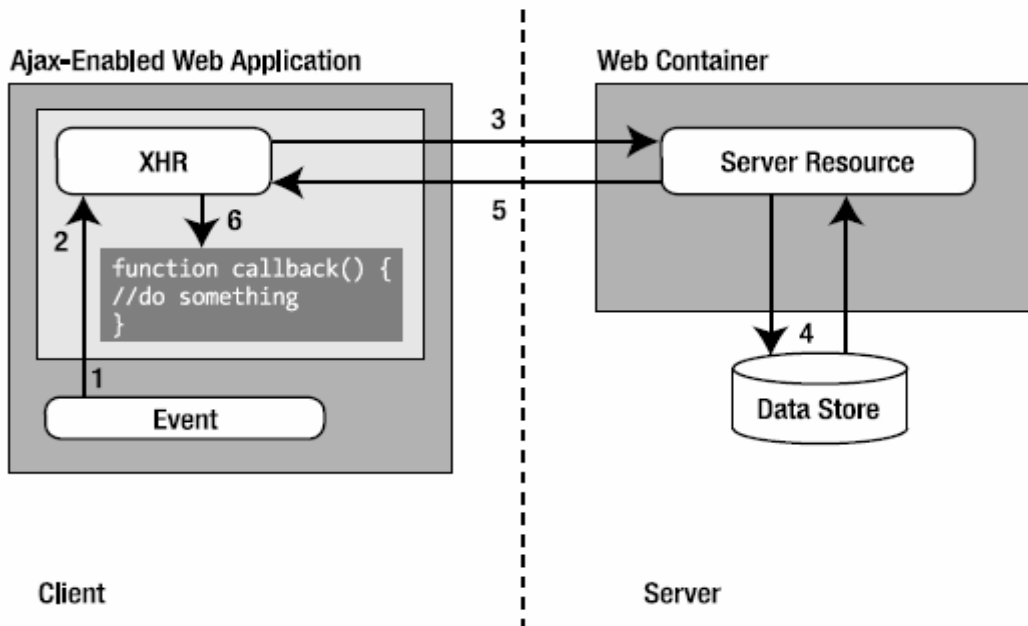 Ajax-Enabled Web Application
Web Container
3
XHR
Server Resource
5
2
6
function callback() {
//do something
}
4
1
Event
Data Store
Client
Server